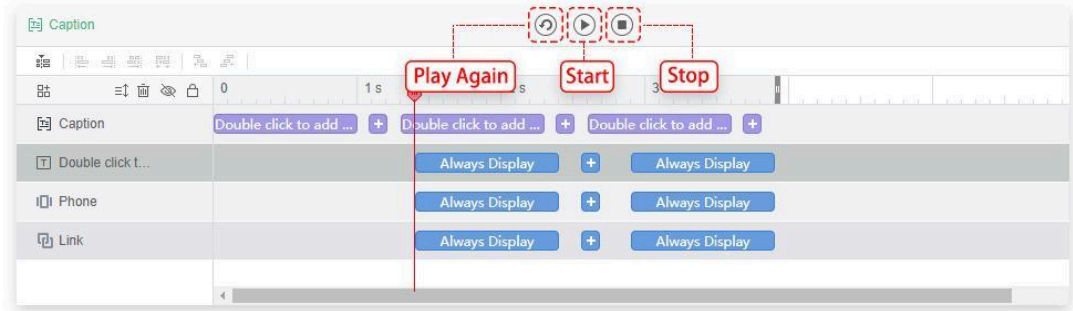 Caption
Play Again
Start
Stop
0
1 s
s
3
Caption
Double click to add ...
Double click to add ...
Double click to add ...
Double click t...
Always Display
Always Display
Phone
Always Display
Always Display
Link
Always Display
Always Display